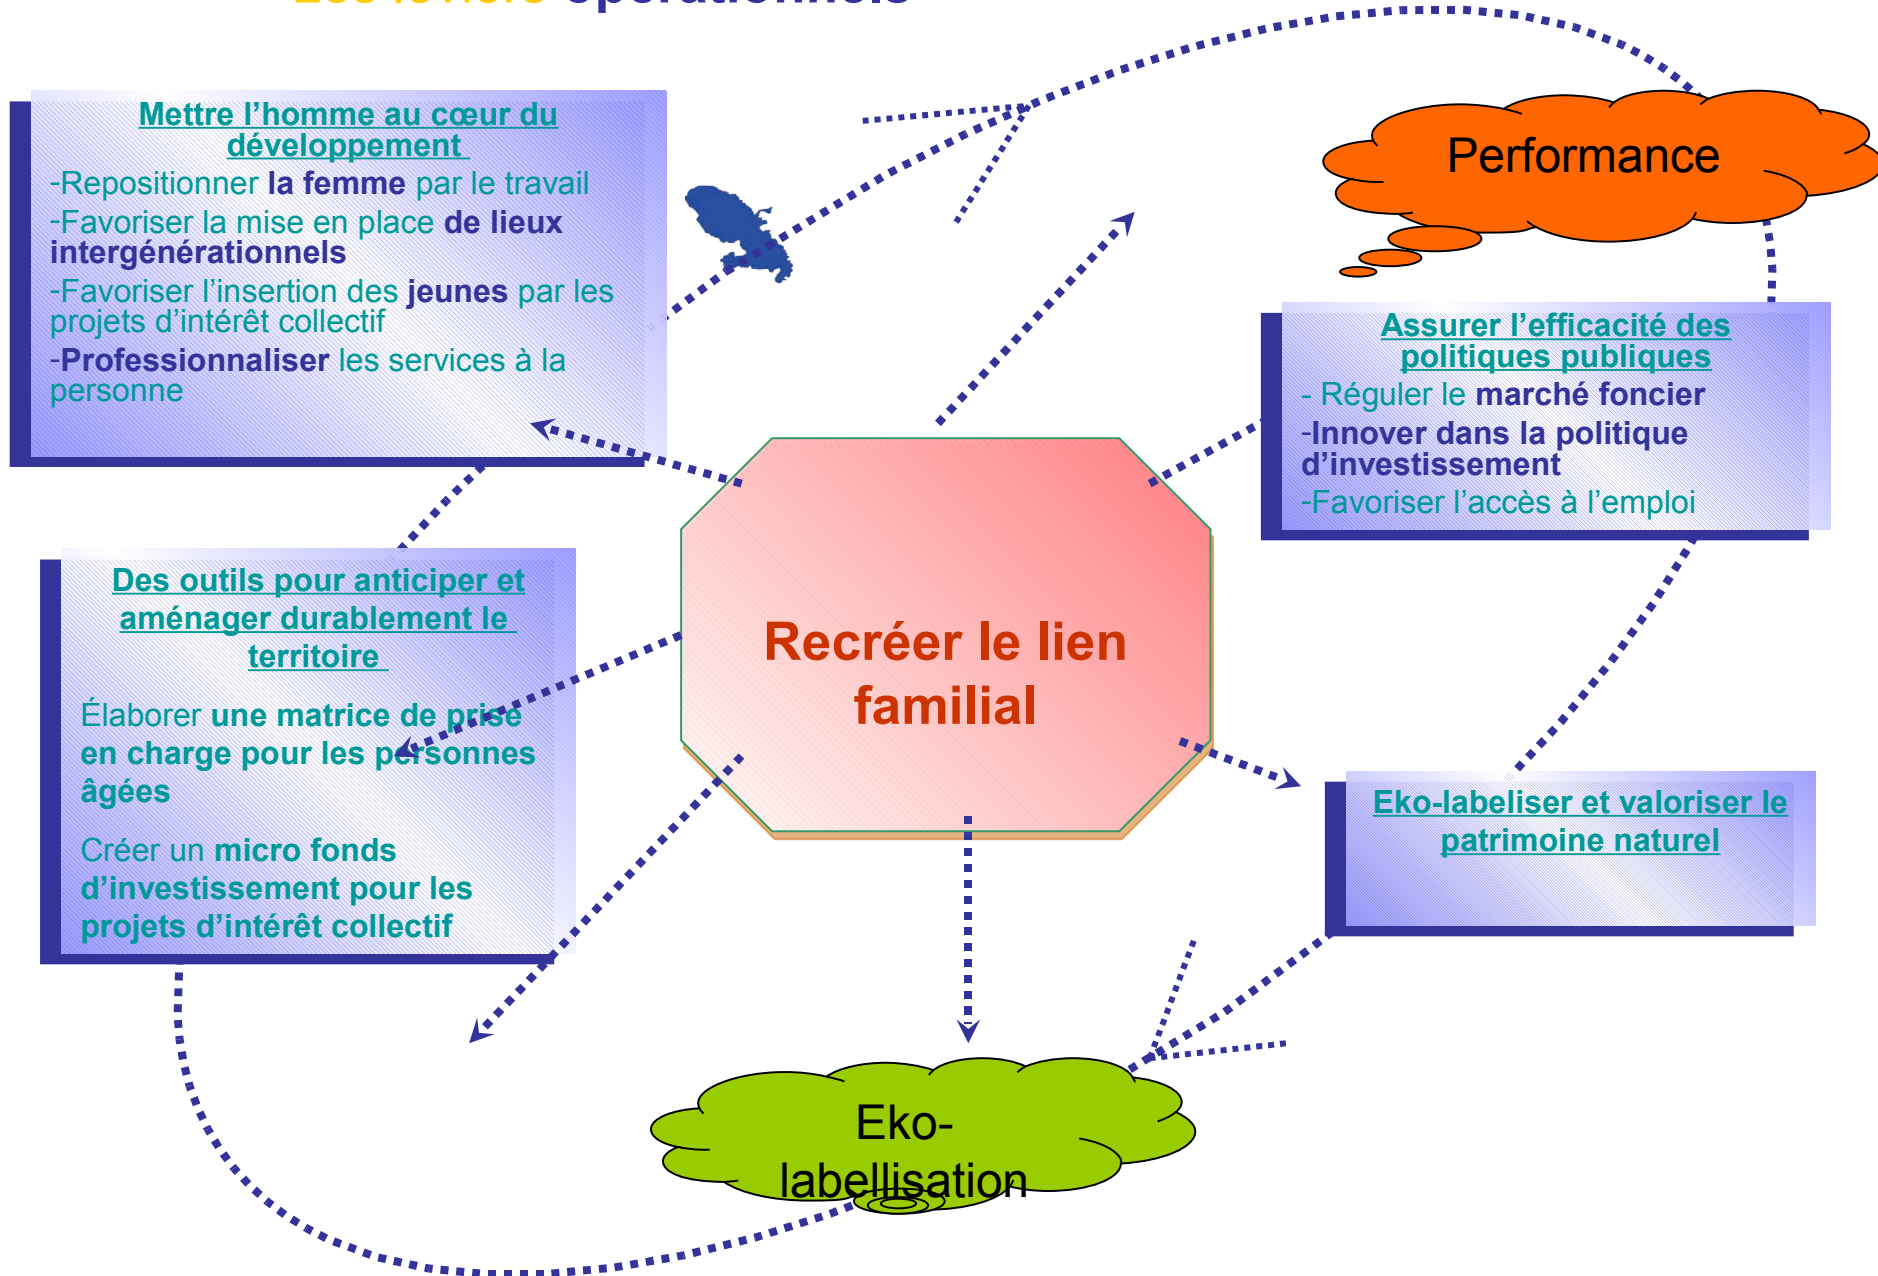 Les leviers opérationnels
Mettre l’homme au cœur du
développement
-Repositionner la femme par le travail
-Favoriser la mise en place de lieux
intergénérationnels
-Favoriser l’insertion des jeunes par les
projets d’intérêt collectif
-Professionnaliser les services à la
personne
Performance
Assurer l’efficacité des
politiques publiques
- Réguler le marché foncier
-Innover dans la politique
d’investissement
-Favoriser l’accès à l’emploi
Des outils pour anticiper et
aménager durablement le
territoire
Élaborer une matrice de prise
en charge pour les personnes
âgées
Créer un micro fonds
d’investissement pour les
projets d’intérêt collectif
Recréer le lien
familial
Eko-labeliser et valoriser le
patrimoine naturel
Eko-
labellisation